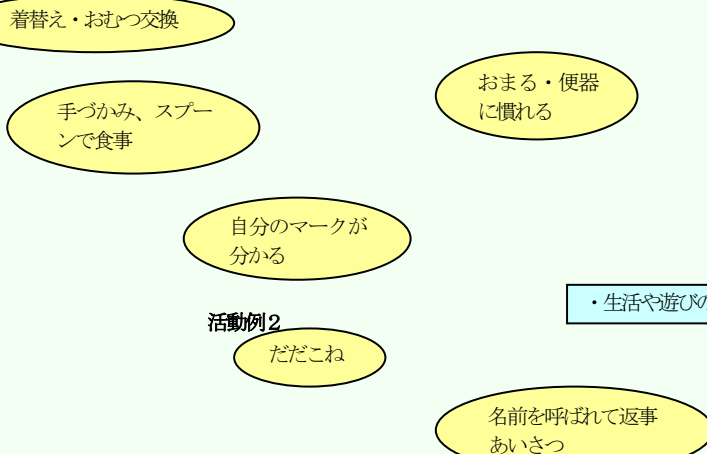 着替え・おむつ交換
おまる・便器
に慣れる
手づかみ、スプー
ンで食事
自分のマークが
分かる
・生活や遊びの
活動例２
だだこね
名前を呼ばれて返事
あいさつ